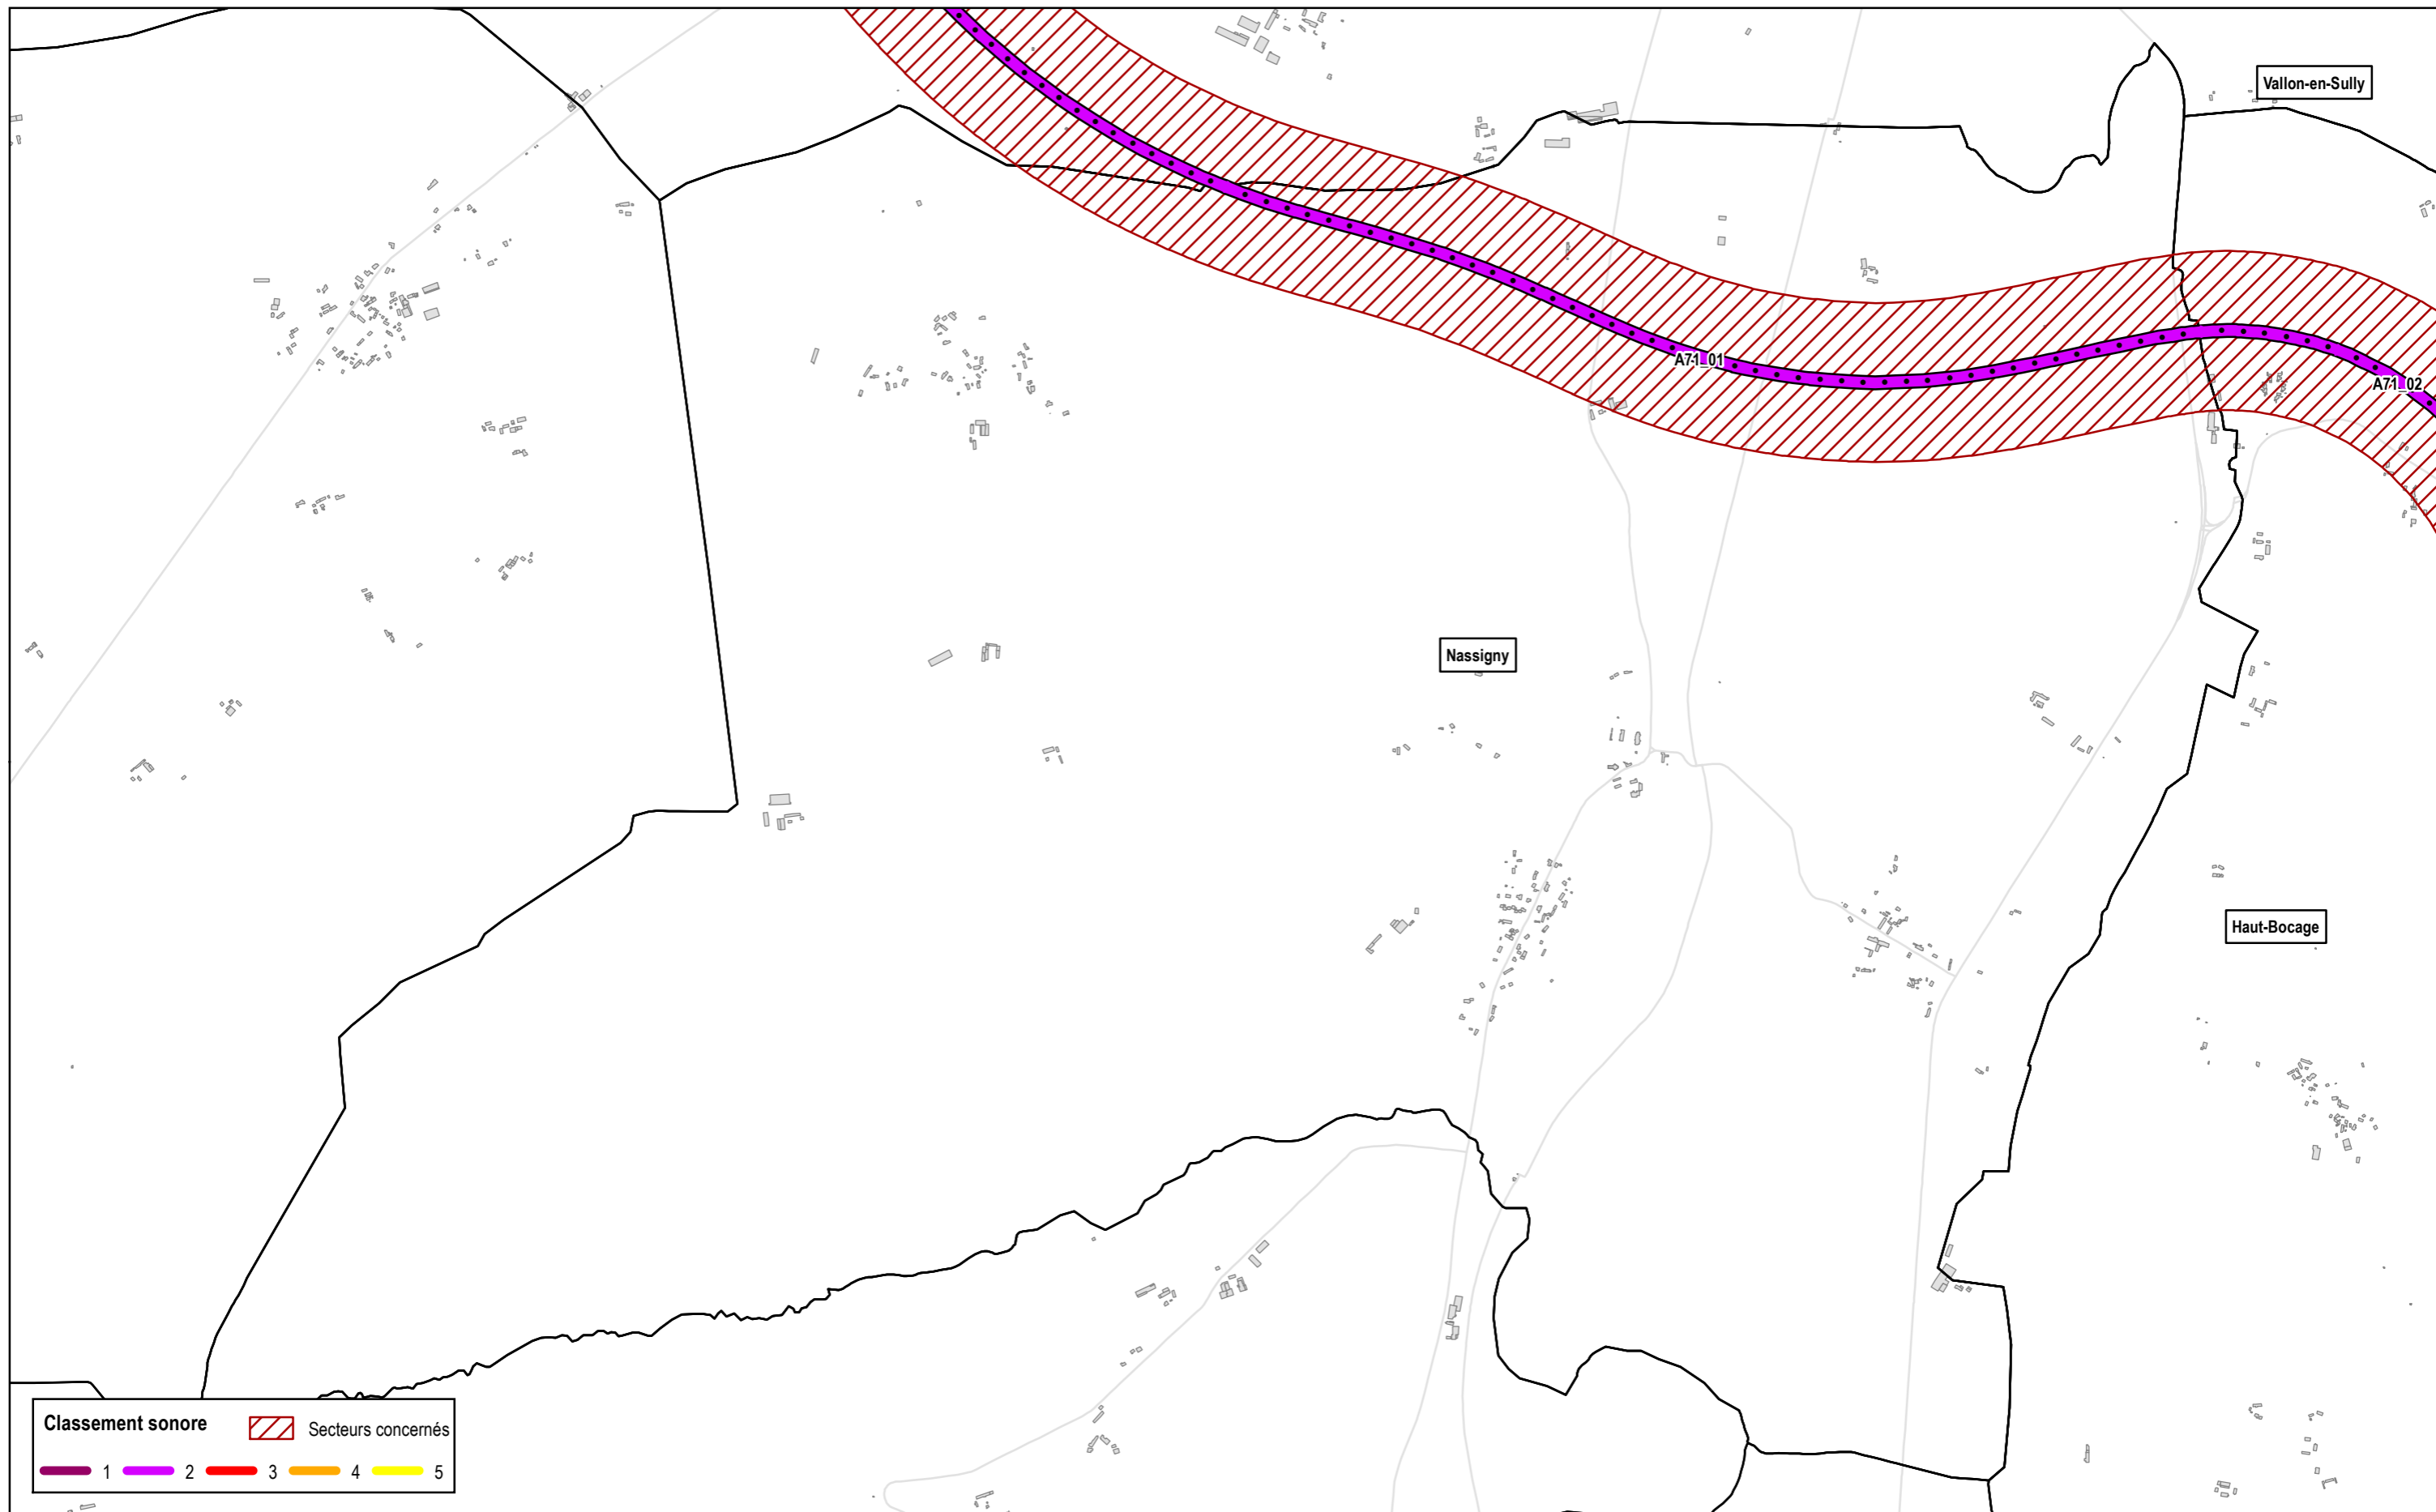 Vallon-en-Sully
A71_01
A71_02
Nassigny
Haut-Bocage
Classement sonore
Secteurs concernés
1 2 3 4 5